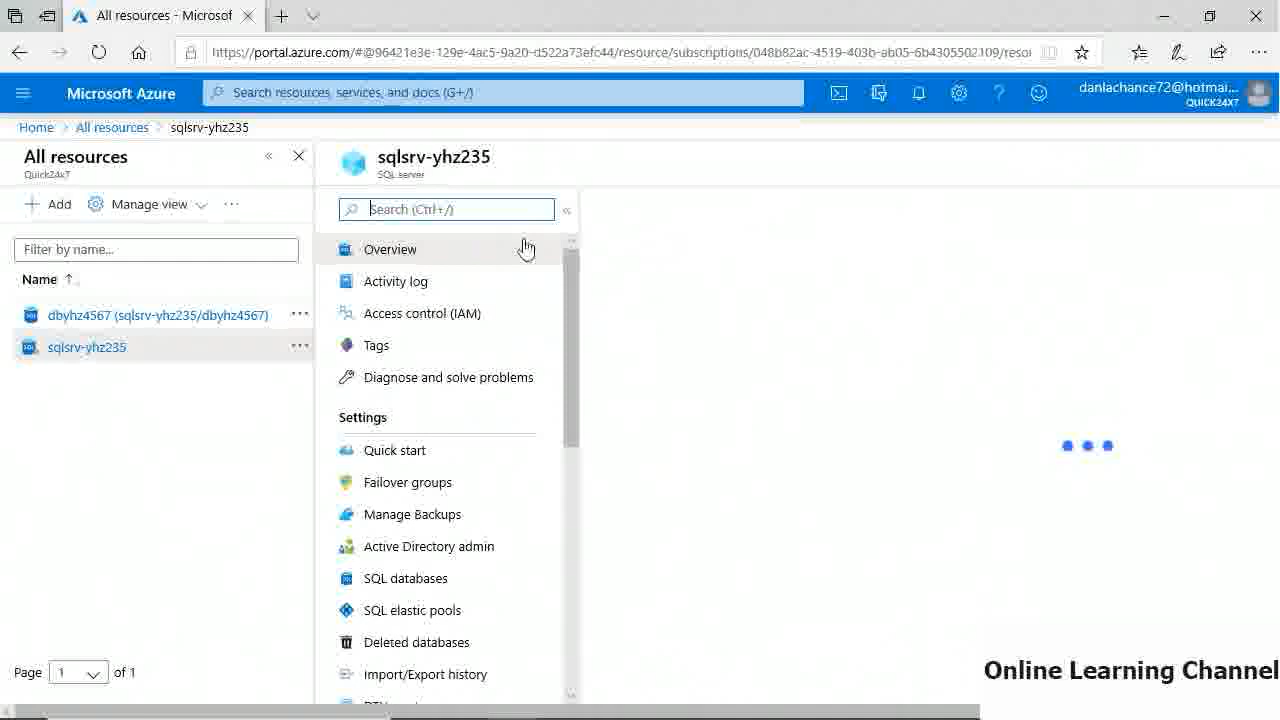 All resources - Microsof
https://portal.azure.com/#@96421e3e-129e-4ac5-9a20-d522a73efc44/resource/subscriptions/048b82ac-4519-403b-ab05-6b4305502109/resou
Microsoft Azure
Search resources, services, and docs (G+/)
danlachance72@hotmai...
QUICK24X7
Home > All resources > sqlsrv-yhz235
All resources
Quick24x7
Add
Manage view
Filter by name...
Name
dbyhz4567 (sqlsrv-yhz235/dbyhz4567)
sqlsrv-yhz235
Page 1 of 1
sqlsrv-yhz235
SQL server
Search (Ctrl+/)
Overview
Activity log
Access control (IAM)
Tags
Diagnose and solve problems
Settings
Quick start
Failover groups
Manage Backups
Active Directory admin
SQL databases
SQL elastic pools
Deleted databases
Import/Export history
Online Learning Channel